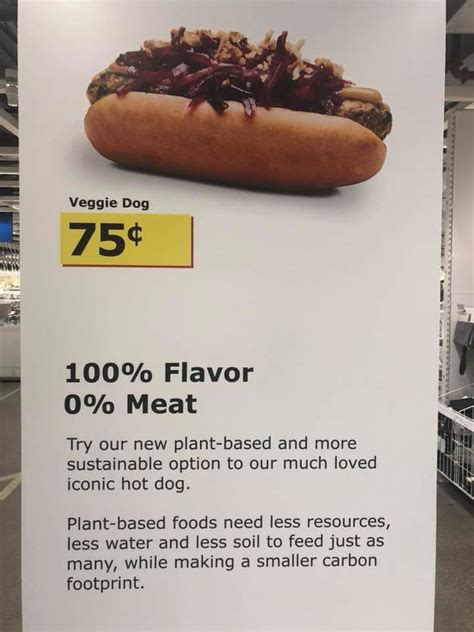 Veggie Dog
75¢
100% Flavor
0% Meat
Try our new plant-based and more
sustainable option to our much loved
iconic hot dog.
Plant-based foods need less resources,
less water and less soil to feed just as
many, while making a smaller carbon
footprint.